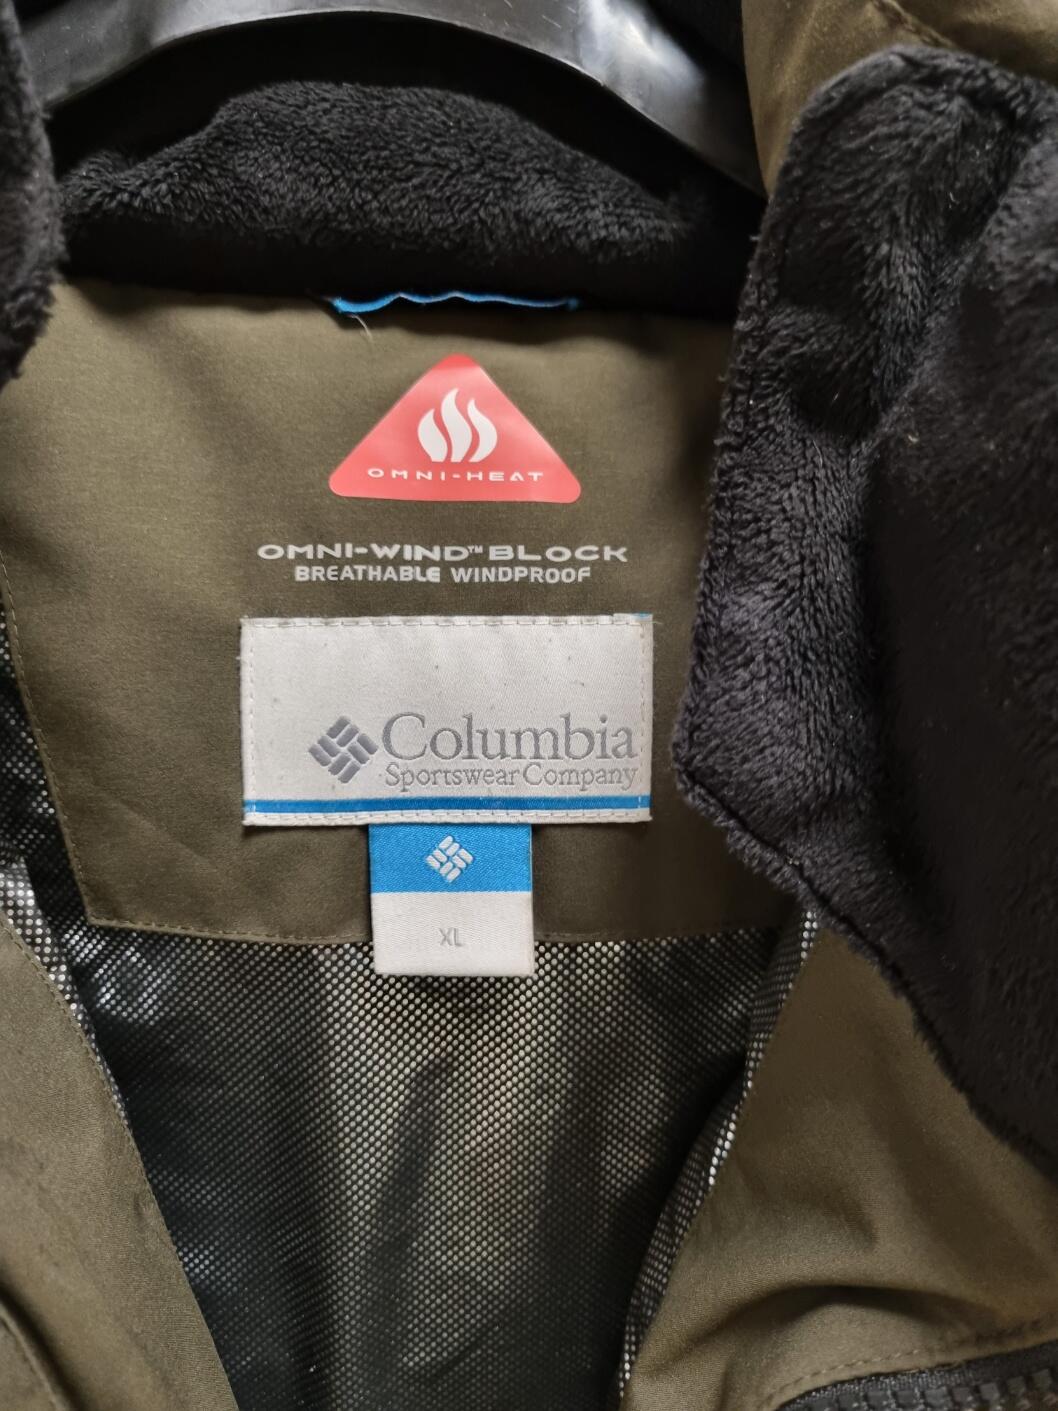 OMNI-HEAT
OMNI-WIND™ BLOCK
BREATHABLE WINDPROOF
Columbia
Sportswear Company
XL